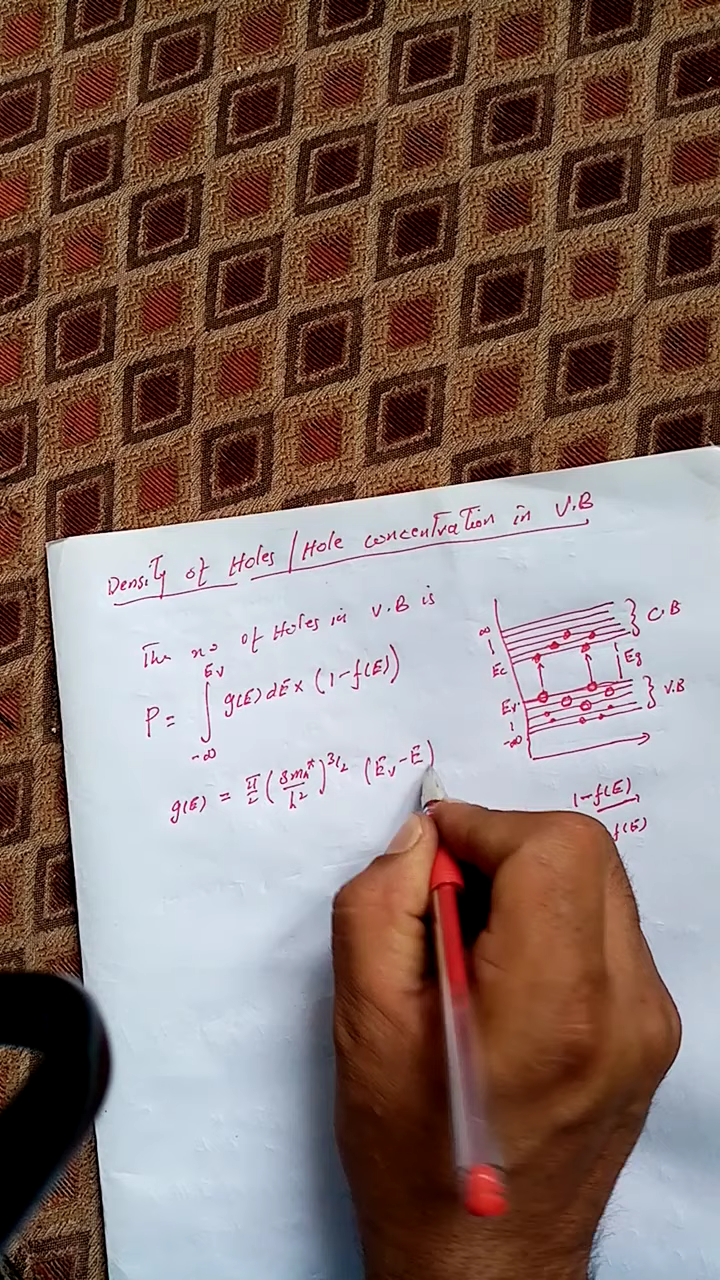 Density of Holes / Hole concentration in V.B
The no of Holes in V.B is
P = ∫_{-∞}^{Ev} g(E) dE × (1-f(E))
g(E) = π/2 (8m_h*/h²)^{3/2} (Ev-E)
∞
C.B
Ec
Eg
Ev
V.B
-∞
1-f(E)
f(E)